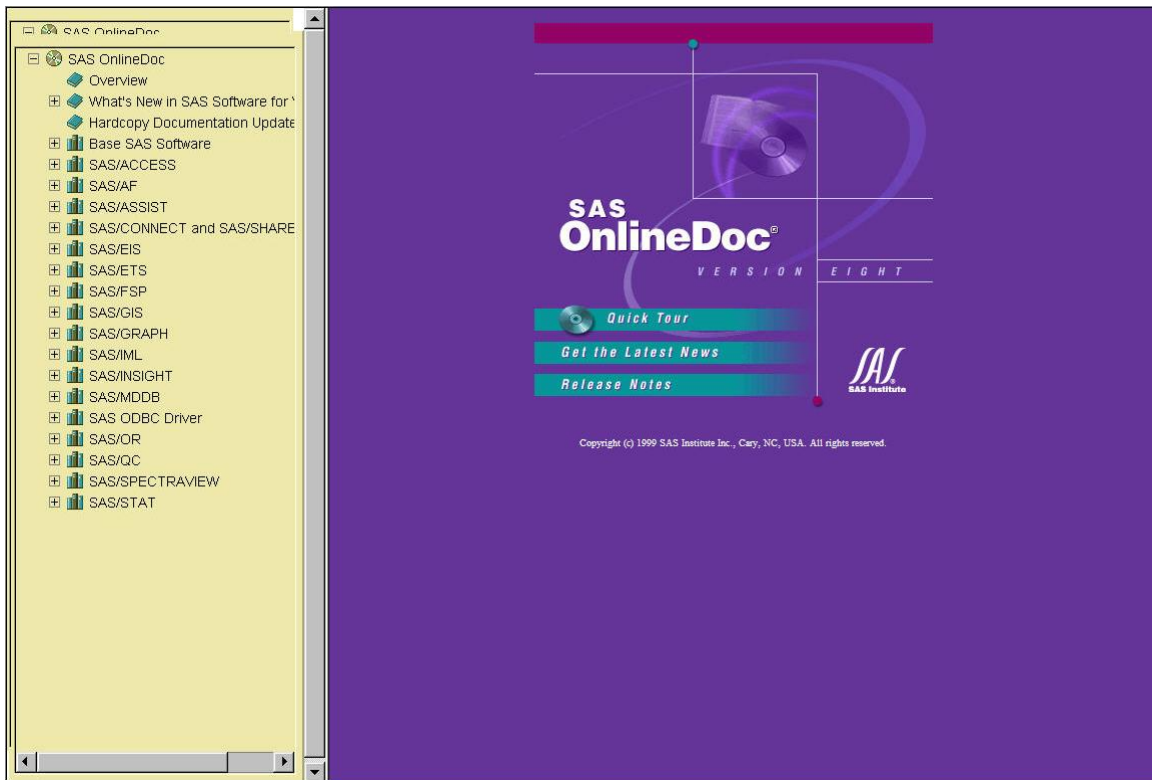 SAS OnlineDoc
SAS OnlineDoc
Overview
What's New in SAS Software for
Hardcopy Documentation Update
Base SAS Software
SAS/ACCESS
SAS/AF
SAS/ASSIST
SAS/CONNECT and SAS/SHARE
SAS/EIS
SAS/ETS
SAS/FSP
SAS/GIS
SAS/GRAPH
SAS/IML
SAS/INSIGHT
SAS/MDDB
SAS ODBC Driver
SAS/OR
SAS/QC
SAS/SPECTRAVIEW
SAS/STAT
SAS
OnlineDoc®
VERSION EIGHT
Quick Tour
Get the Latest News
Release Notes
SAS Institute
Copyright (c) 1999 SAS Institute Inc., Cary, NC, USA. All rights reserved.